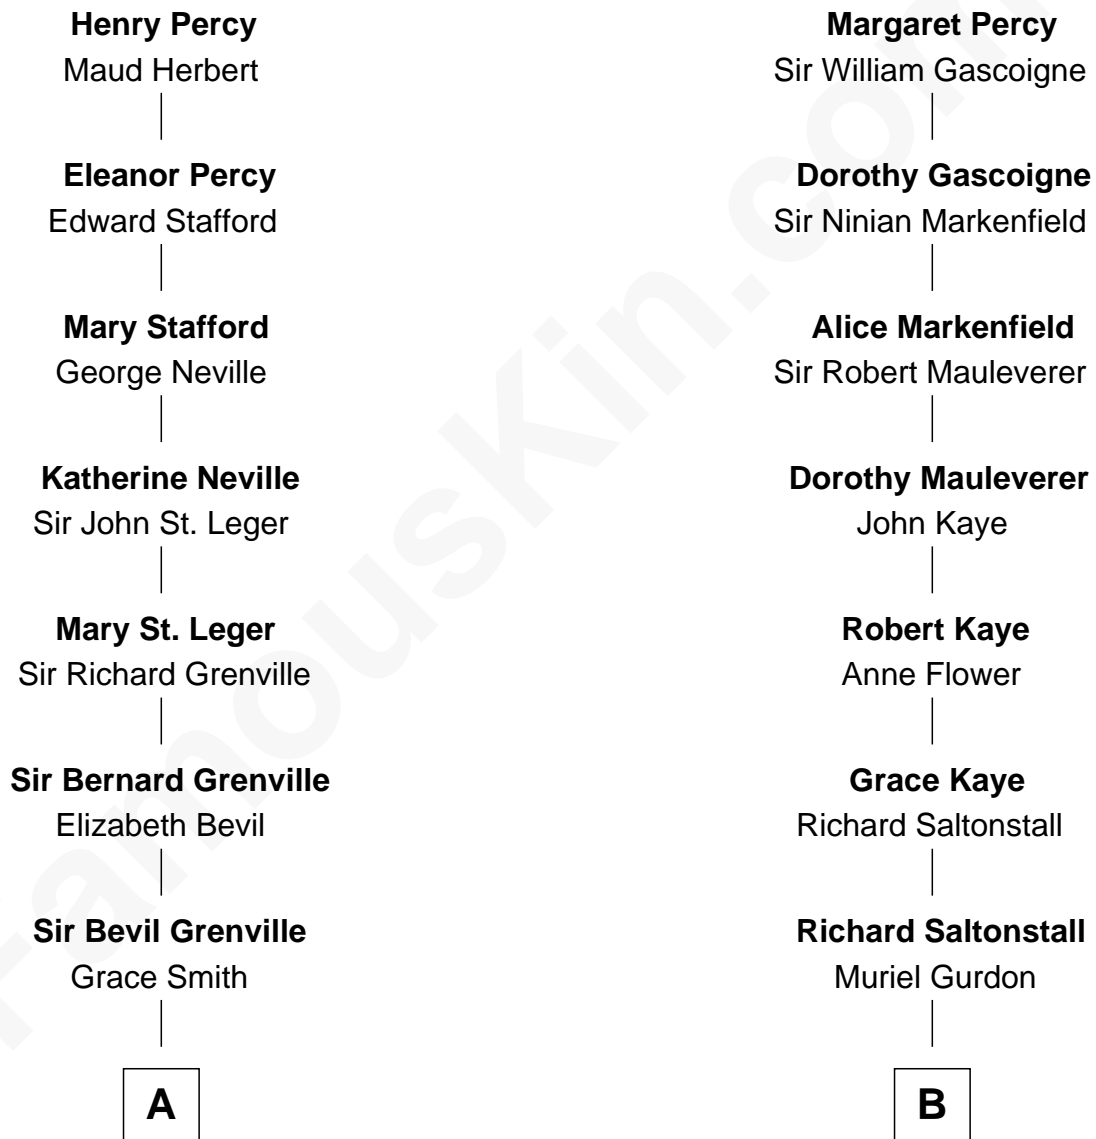 Henry Percy
Maud Herbert
Eleanor Percy
Edward Stafford
Mary Stafford
George Neville
Katherine Neville
Sir John St. Leger
Mary St. Leger
Sir Richard Grenville
Sir Bernard Grenville
Elizabeth Bevil
Sir Bevil Grenville
Grace Smith
A
Margaret Percy
Sir William Gascoigne
Dorothy Gascoigne
Sir Ninian Markenfield
Alice Markenfield
Sir Robert Mauleverer
Dorothy Mauleverer
John Kaye
Robert Kaye
Anne Flower
Grace Kaye
Richard Saltonstall
Richard Saltonstall
Muriel Gurdon
B
FamousKin.com